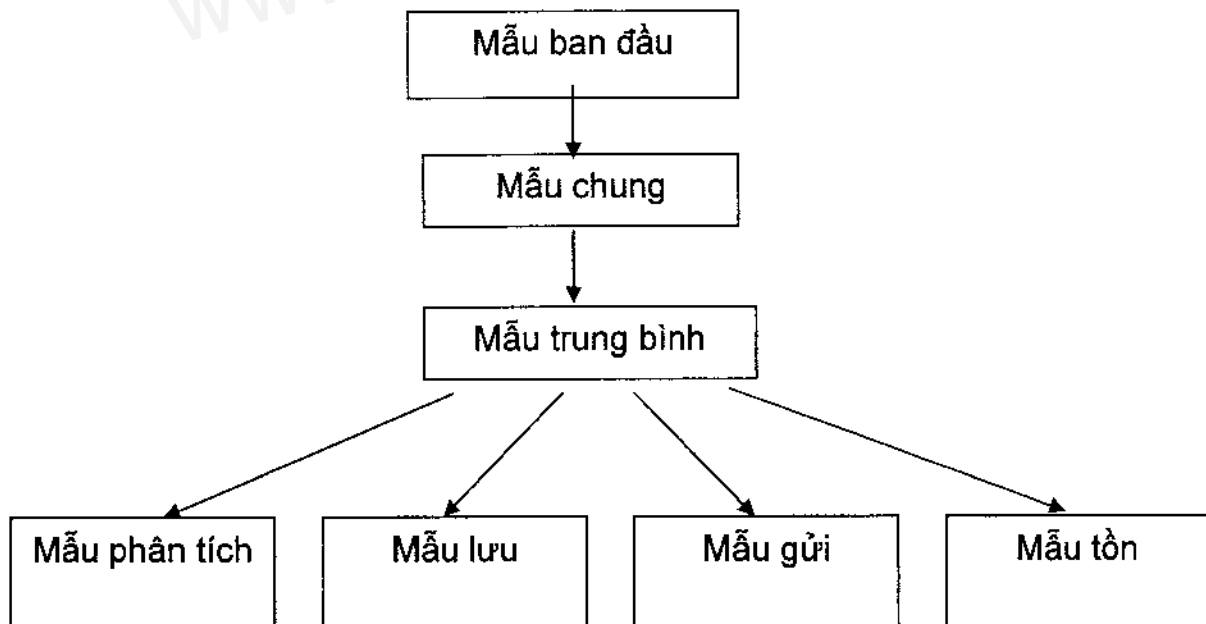 Mẫu ban đầu
Mẫu chung
Mẫu trung bình
Mẫu phân tích
Mẫu lưu
Mẫu gửi
Mẫu tồn